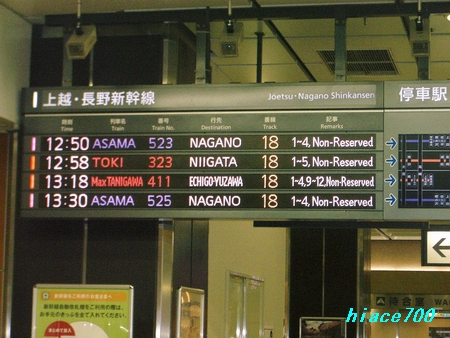 上越・長野新幹線 Joetsu・Nagano Shinkansen 停車駅
時刻 列車名 番号 行先 番線 記事
Time Train Train No. Destination Track Remarks
12:50 ASAMA 523 NAGANO 18 1~4, Non-Reserved
12:58 TOKI 323 NIIGATA 18 1~5, Non-Reserved
13:18 Max TANIGAWA 411 ECHIGO-YUZAWA 18 1~4,9~12,Non-Reserved
13:30 ASAMA 525 NAGANO 18 1~4, Non-Reserved
←
待合室 WA
hiace700